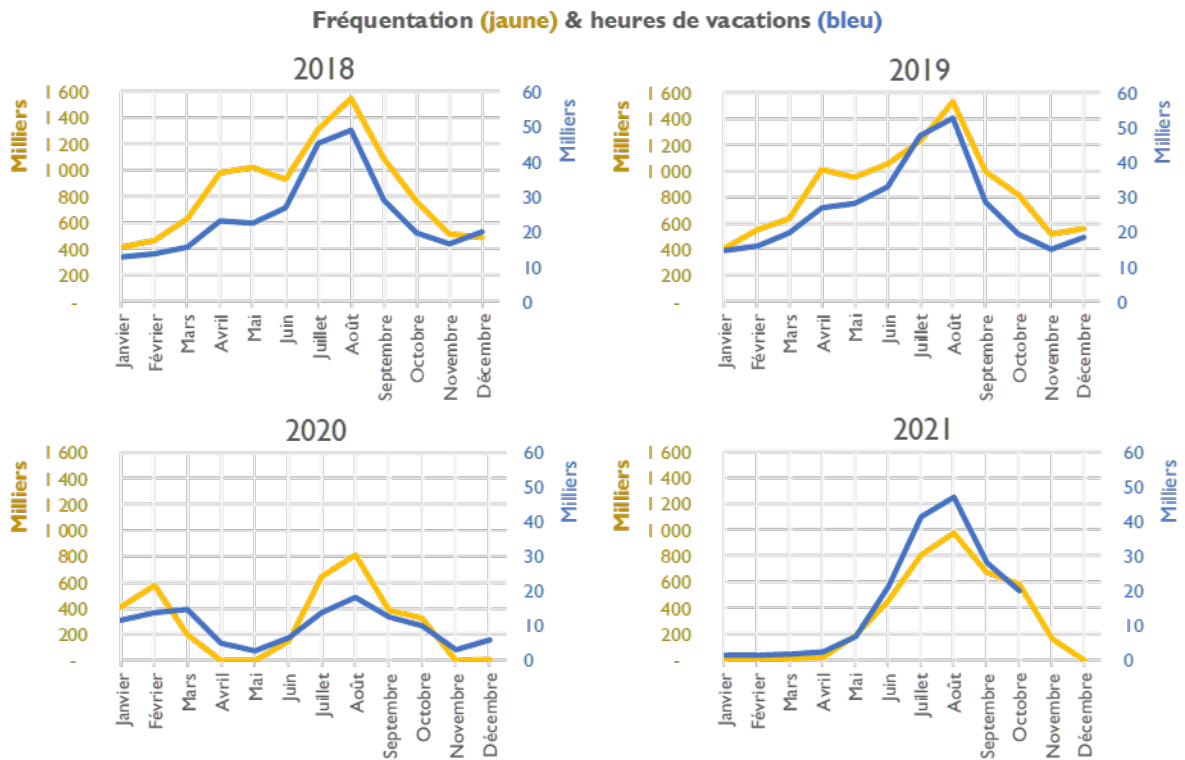 Fréquentation (jaune) & heures de vacations (bleu)
2018
Milliers
1 600
1 400
1 200
1 000
800
600
400
200
-
60
50
40
30
20
10
0
Milliers
Janvier
Février
Mars
Avril
Mai
Juin
Juillet
Août
Septembre
Octobre
Novembre
Décembre
2019
Milliers
1 600
1 400
1 200
1 000
800
600
400
200
-
60
50
40
30
20
10
0
Milliers
Janvier
Février
Mars
Avril
Mai
Juin
Juillet
Août
Septembre
Octobre
Novembre
Décembre
2020
Milliers
1 600
1 400
1 200
1 000
800
600
400
200
-
60
50
40
30
20
10
0
Milliers
Janvier
Février
Mars
Avril
Mai
Juin
Juillet
Août
Septembre
Octobre
Novembre
Décembre
2021
Milliers
1 600
1 400
1 200
1 000
800
600
400
200
-
60
50
40
30
20
10
0
Milliers
Janvier
Février
Mars
Avril
Mai
Juin
Juillet
Août
Septembre
Octobre
Novembre
Décembre